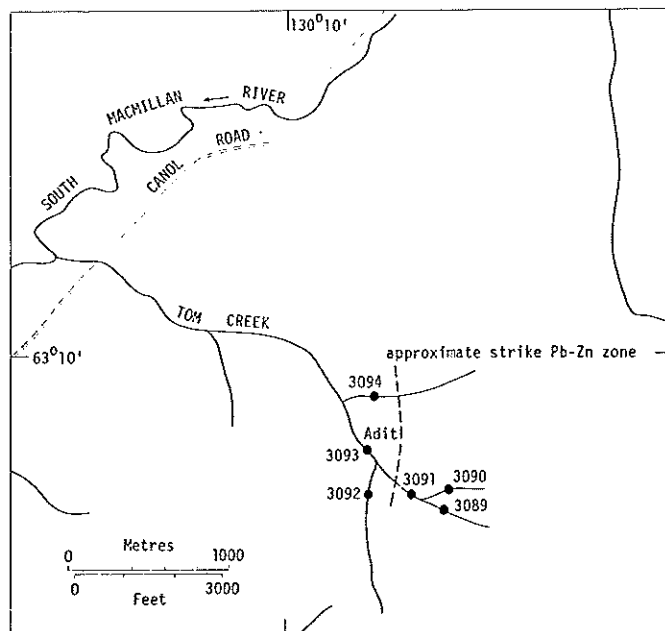 130°10'
MACMILLAN RIVER
SOUTH
CANOL ROAD
TOM CREEK
63°10'
approximate strike Pb-Zn zone
3094
Adit
3093
3091
3090
3092
3089
Metres
0 1000
0 3000
Feet